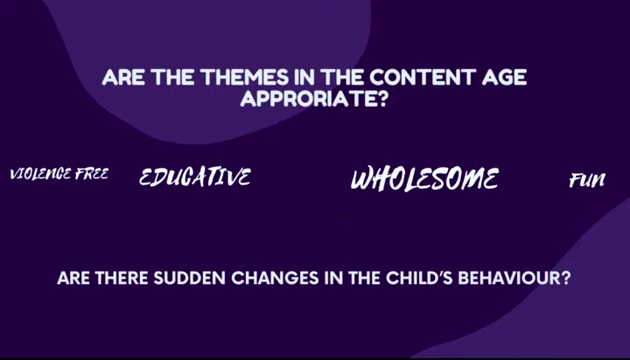 ARE THE THEMES IN THE CONTENT AGE
APPRORIATE?
VIOLENCE FREE EDUCATIVE WHOLESOME FUN
ARE THERE SUDDEN CHANGES IN THE CHILD'S BEHAVIOUR?